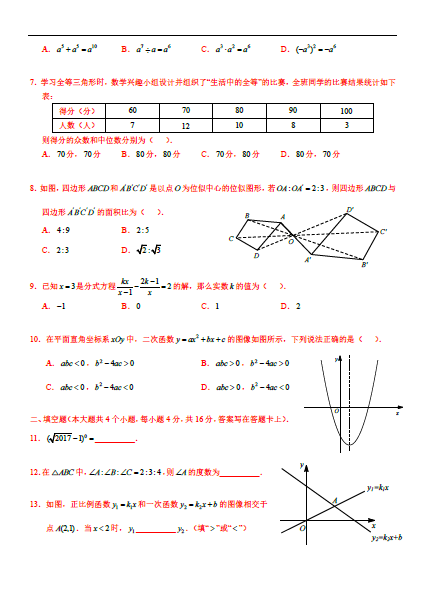 A. a⁵+a⁵=a¹⁰ B. a⁷÷a=a⁶ C. a³·a²=a⁶ D. (−a³)²=−a⁶
7. 学习全等三角形时，数学兴趣小组设计并组织了“生活中的全等”的比赛，全班同学的比赛结果统计如下
表：
得分（分） 60 70 80 90 100
人数（人） 7 12 10 8 3
则得分的众数和中位数分别为（ ）.
A. 70分，70分 B. 80分，80分 C. 70分，80分 D. 80分，70分
8. 如图，四边形ABCD和A'B'C'D'是以点O为位似中心的位似图形，若OA:OA'=2:3，则四边形ABCD与
四边形A'B'C'D'的面积比为（ ）.
A. 4:9 B. 2:5
C. 2:3 D. √2:√3
B A O C D A' B' C' D'
9. 已知x=3是分式方程kx/(x−1)−(2k−1)/x=2的解，那么实数k的值为（ ）.
A. −1 B. 0 C. 1 D. 2
10. 在平面直角坐标系xOy中，二次函数y=ax²+bx+c的图像如图所示，下列说法正确的是（ ）.
A. abc<0，b²−4ac>0 B. abc>0，b²−4ac>0
C. abc<0，b²−4ac<0 D. abc>0，b²−4ac<0
y O x
二、填空题(本大题共4个小题，每小题4分，共16分，答案写在答题卡上).
11. (√2017−1)⁰=________.
12.在△ABC中，∠A:∠B:∠C=2:3:4，则∠A的度数为________.
13. 如图，正比例函数y₁=k₁x和一次函数y₂=k₂x+b的图像相交于
点A(2,1). 当x<2时，y₁________y₂.（填“>”或“<”）
y A O x y₁=k₁x y₂=k₂x+b